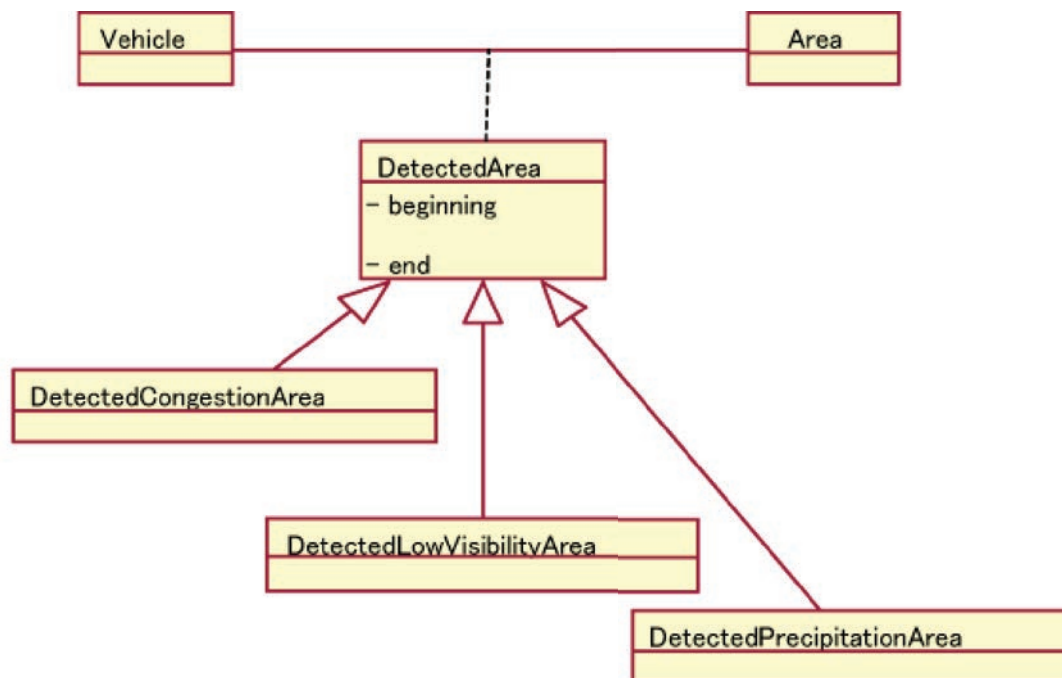 Vehicle
Area
DetectedArea
- beginning
- end
DetectedCongestionArea
DetectedLowVisibilityArea
DetectedPrecipitationArea